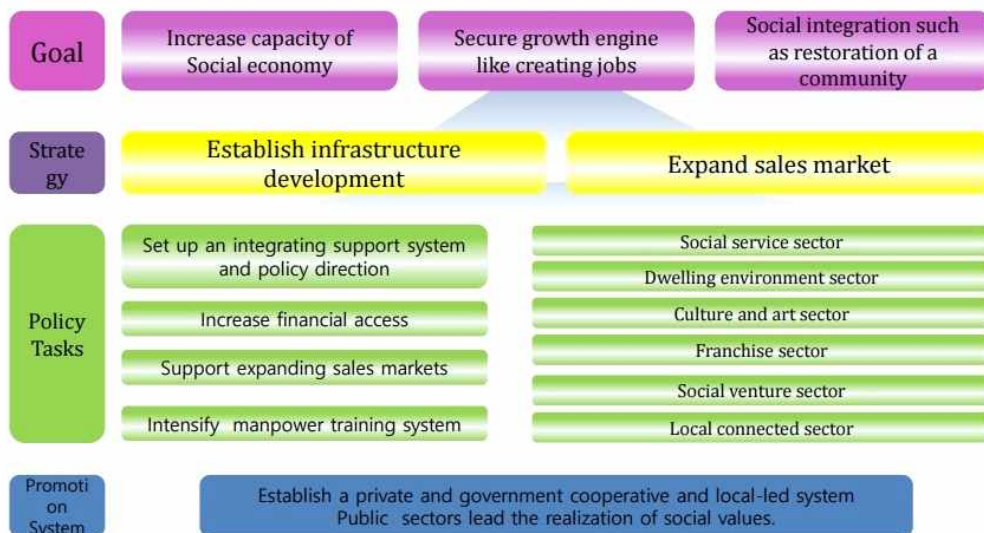 Goal
Increase capacity of
Social economy
Secure growth engine
like creating jobs
Social integration such
as restoration of a
community
Strate
gy
Establish infrastructure
development
Expand sales market
Policy
Tasks
Set up an integrating support system
and policy direction
Increase financial access
Support expanding sales markets
Intensify manpower training system
Social service sector
Dwelling environment sector
Culture and art sector
Franchise sector
Social venture sector
Local connected sector
Promoti
on
System
Establish a private and government cooperative and local-led system
Public sectors lead the realization of social values.